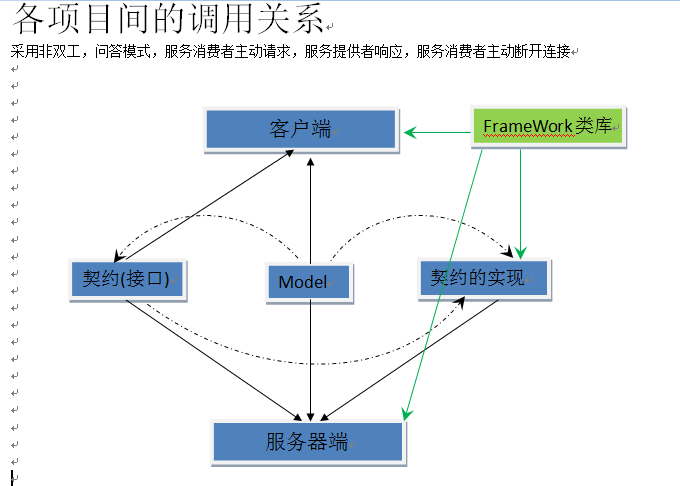 各项目间的调用关系
采用非双工，问答模式，服务消费者主动请求，服务提供者响应，服务消费者主动断开连接
客户端
FrameWork类库
契约(接口)
Model
契约的实现
服务器端